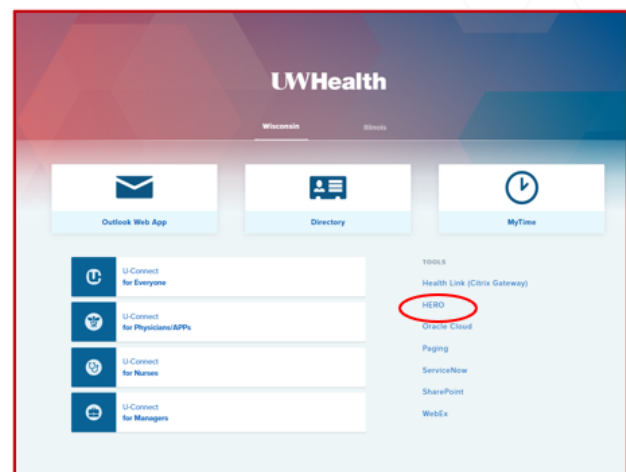 UWHealth
Wisconsin
Illinois
Outlook Web App
Directory
MyTime
U-Connect
for Everyone
U-Connect
for Physicians/APPs
U-Connect
for Nurses
U-Connect
for Managers
TOOLS
Health Link (Citrix Gateway)
HERO
Oracle Cloud
Paging
ServiceNow
SharePoint
WebEx